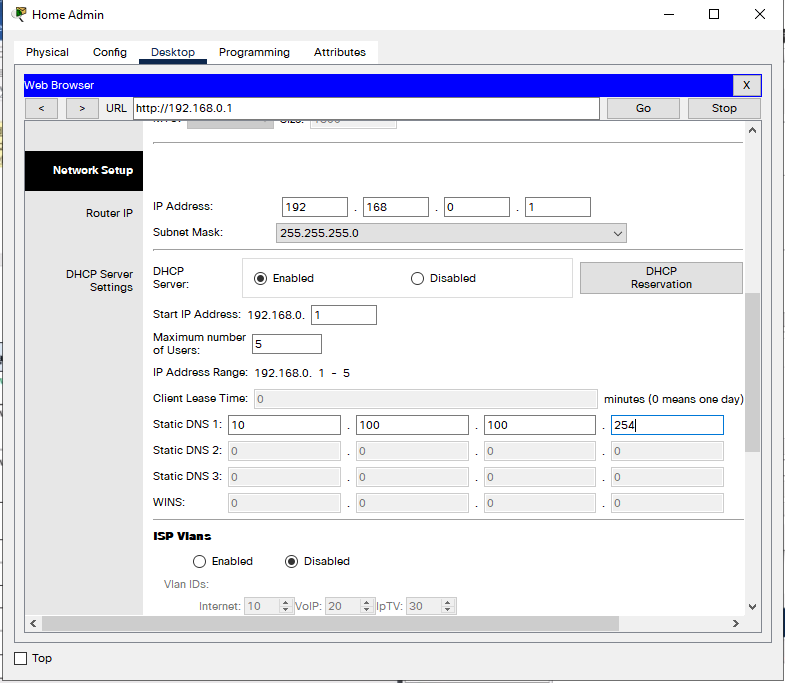 Home Admin
Physical Config Desktop Programming Attributes
Web Browser X
< > URL http://192.168.0.1 Go Stop
Network Setup
Router IP
IP Address: 192 . 168 . 0 . 1
Subnet Mask: 255.255.255.0
DHCP Server Settings
DHCP Server: Enabled Disabled DHCP Reservation
Start IP Address: 192.168.0. 1
Maximum number of Users: 5
IP Address Range: 192.168.0. 1 - 5
Client Lease Time: 0 minutes (0 means one day)
Static DNS 1: 10 . 100 . 100 . 254
Static DNS 2: 0 . 0 . 0 . 0
Static DNS 3: 0 . 0 . 0 . 0
WINS: 0 . 0 . 0 . 0
ISP Vlans
Enabled Disabled
Vlan IDs:
Internet: 10 VoIP: 20 IpTV: 30
Top